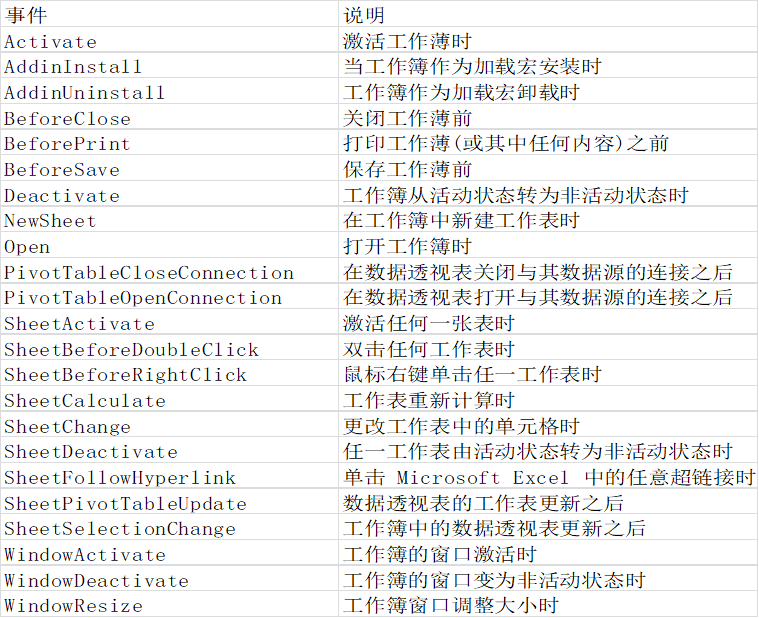 事件 说明
Activate 激活工作薄时
AddinInstall 当工作簿作为加载宏安装时
AddinUninstall 工作簿作为加载宏卸载时
BeforeClose 关闭工作薄前
BeforePrint 打印工作薄(或其中任何内容)之前
BeforeSave 保存工作薄前
Deactivate 工作簿从活动状态转为非活动状态时
NewSheet 在工作簿中新建工作表时
Open 打开工作簿时
PivotTableCloseConnection 在数据透视表关闭与其数据源的连接之后
PivotTableOpenConnection 在数据透视表打开与其数据源的连接之后
SheetActivate 激活任何一张表时
SheetBeforeDoubleClick 双击任何工作表时
SheetBeforeRightClick 鼠标右键单击任一工作表时
SheetCalculate 工作表重新计算时
SheetChange 更改工作表中的单元格时
SheetDeactivate 任一工作表由活动状态转为非活动状态时
SheetFollowHyperlink 单击 Microsoft Excel 中的任意超链接时
SheetPivotTableUpdate 数据透视表的工作表更新之后
SheetSelectionChange 工作簿中的数据透视表更新之后
WindowActivate 工作簿的窗口激活时
WindowDeactivate 工作簿的窗口变为非活动状态时
WindowResize 工作簿窗口调整大小时